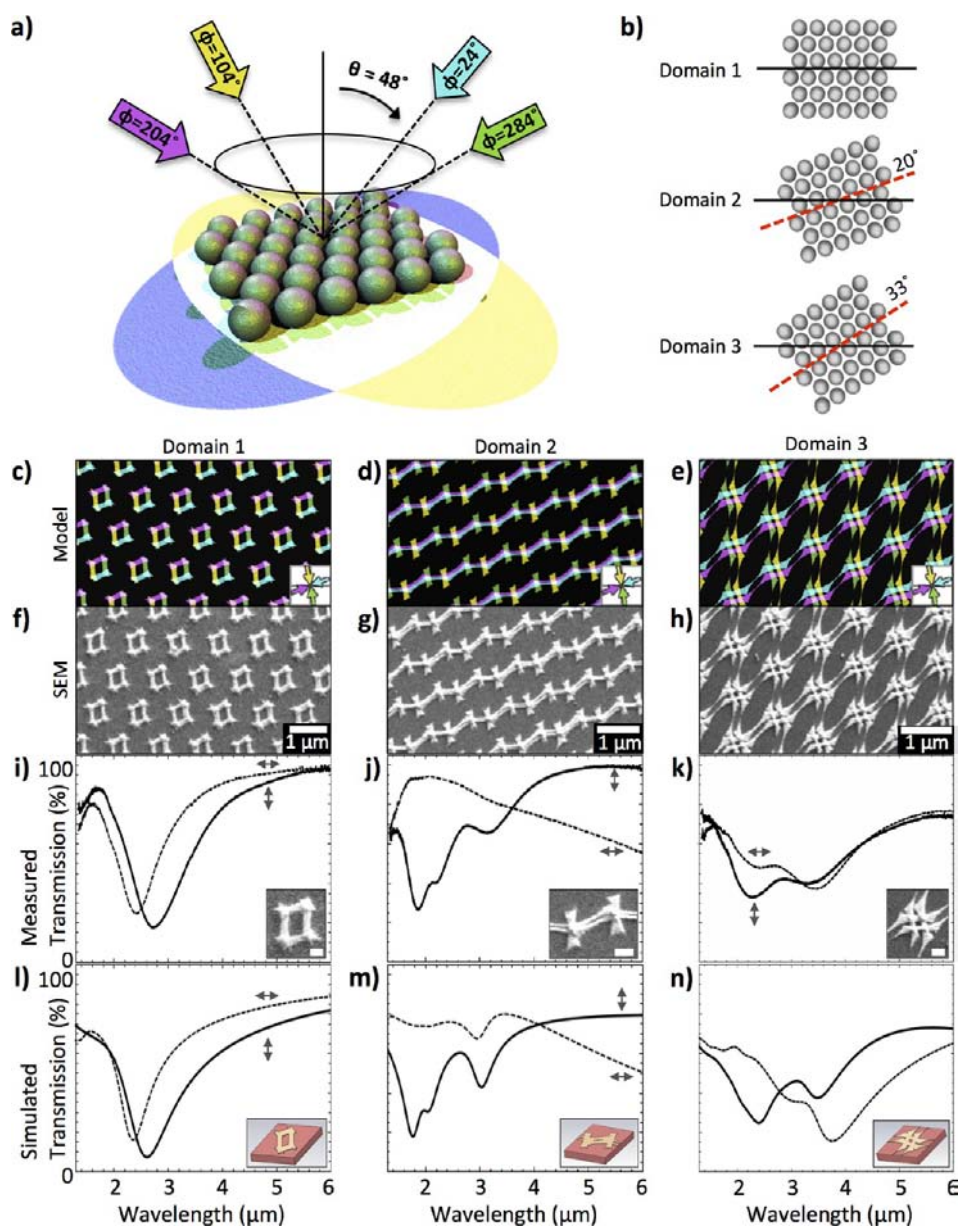 a)
ϕ=204°
ϕ=104°
θ = 48°
ϕ=24°
ϕ=284°
b)
Domain 1
Domain 2
20°
Domain 3
33°
Domain 1
Domain 2
Domain 3
c)
d)
e)
Model
f)
g)
h)
SEM
1 µm
1 µm
1 µm
i)
j)
k)
100
0
Measured
Transmission (%)
l)
m)
n)
100
0
Simulated
Transmission (%)
2 3 4 5 6
2 3 4 5 6
2 3 4 5 6
Wavelength (µm)
Wavelength (µm)
Wavelength (µm)